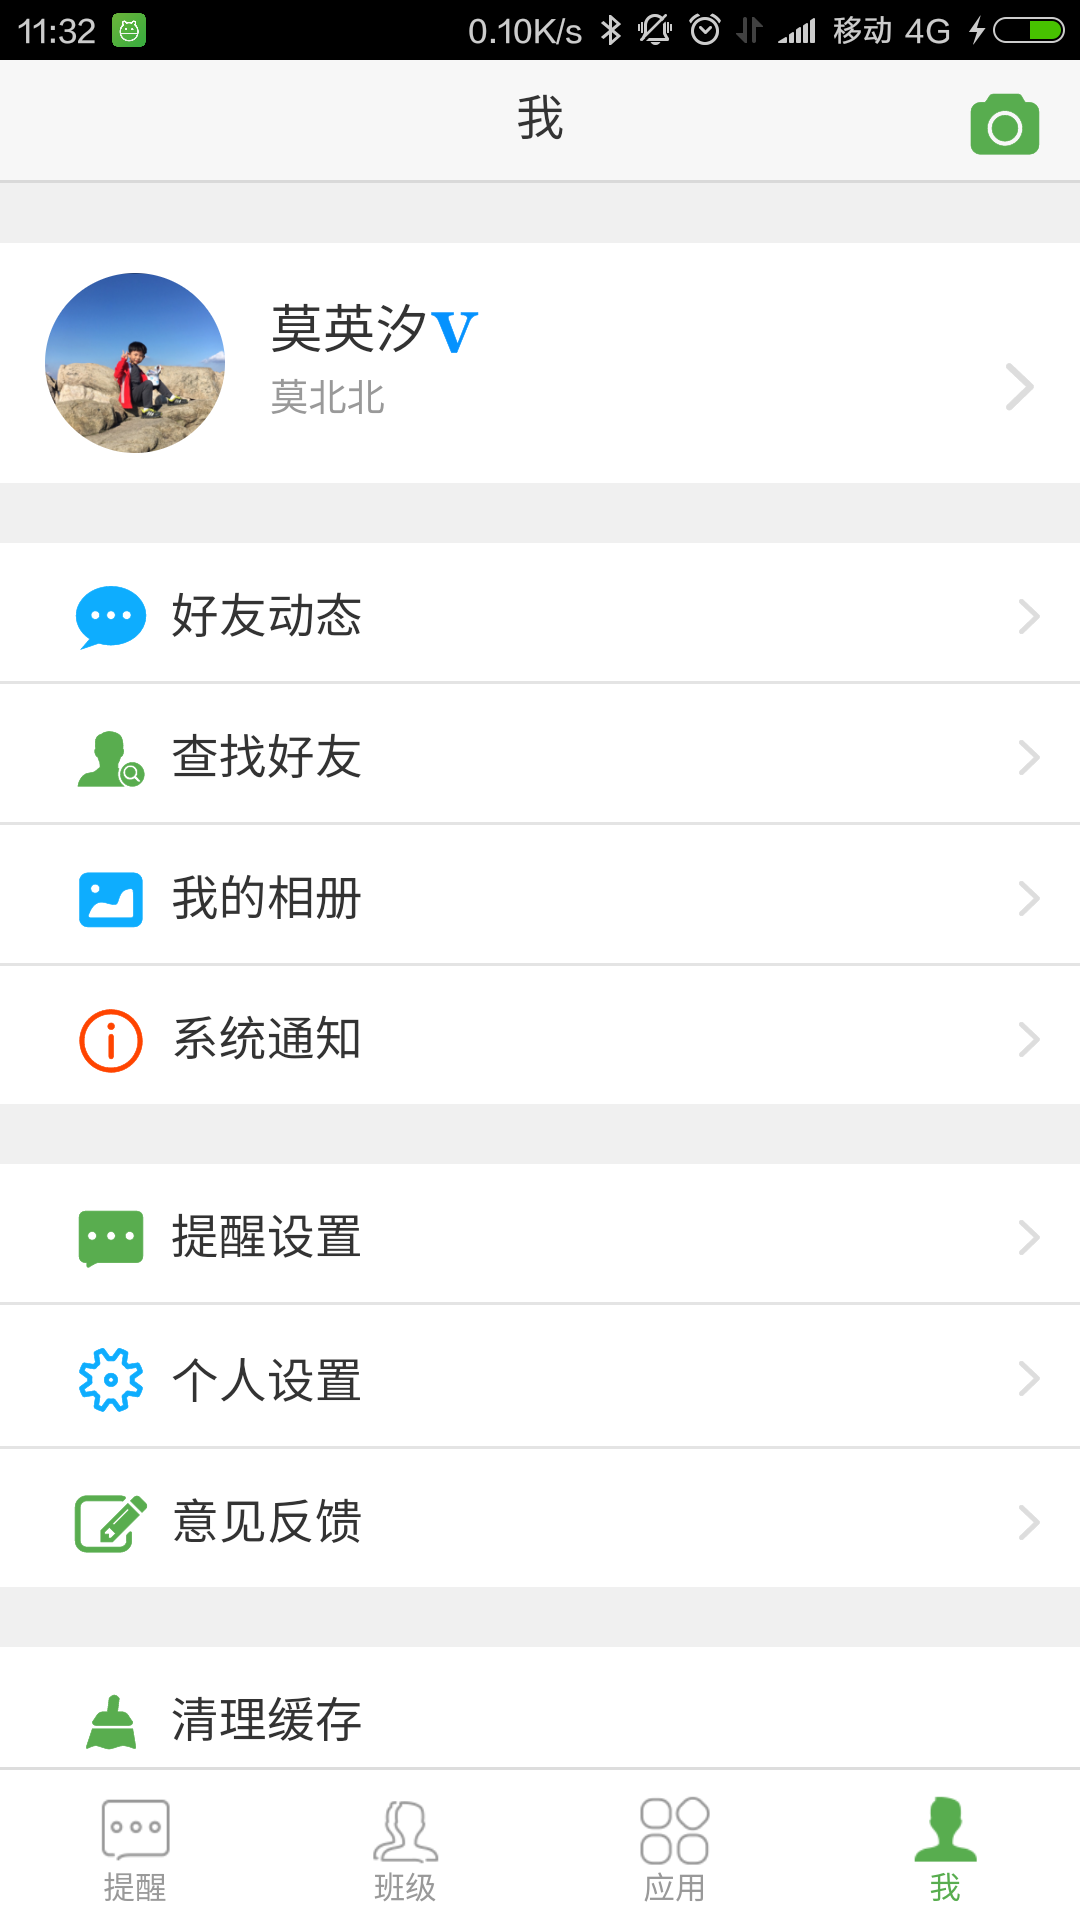 11:32 0.10K/s 移动 4G
我
莫英汐V
莫北北
好友动态
查找好友
我的相册
系统通知
提醒设置
个人设置
意见反馈
清理缓存
提醒 班级 应用 我